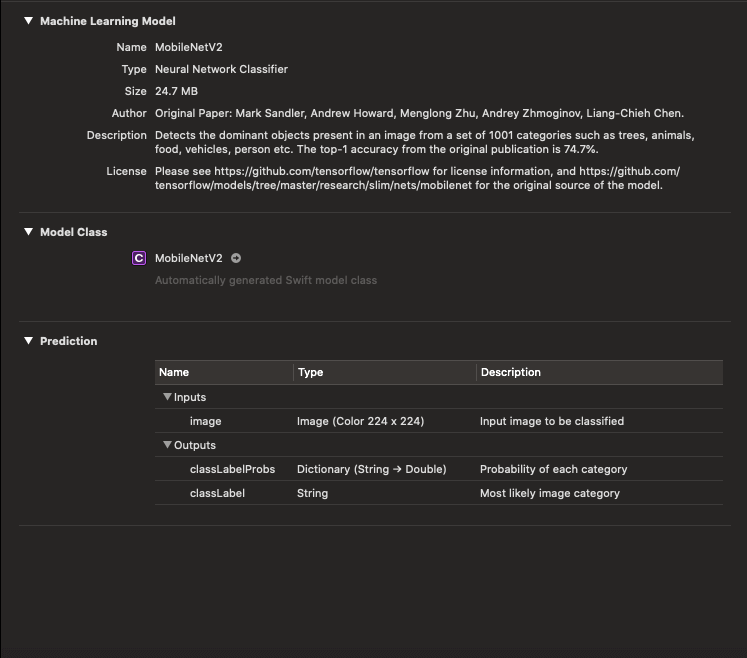 Machine Learning Model
Name MobileNetV2
Type Neural Network Classifier
Size 24.7 MB
Author Original Paper: Mark Sandler, Andrew Howard, Menglong Zhu, Andrey Zhmoginov, Liang-Chieh Chen.
Description Detects the dominant objects present in an image from a set of 1001 categories such as trees, animals,
food, vehicles, person etc. The top-1 accuracy from the original publication is 74.7%.
License Please see https://github.com/tensorflow/tensorflow for license information, and https://github.com/
tensorflow/models/tree/master/research/slim/nets/mobilenet for the original source of the model.
Model Class
C MobileNetV2
Automatically generated Swift model class
Prediction
Name Type Description
Inputs
image Image (Color 224 x 224) Input image to be classified
Outputs
classLabelProbs Dictionary (String → Double) Probability of each category
classLabel String Most likely image category